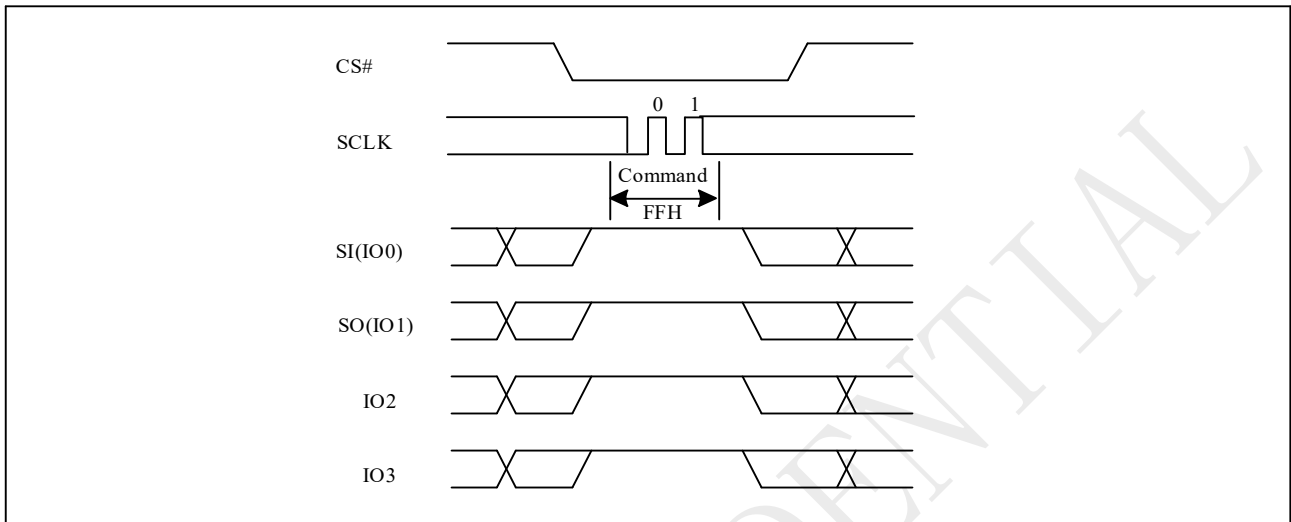 CS#
0 1
SCLK
Command
FFH
SI(IO0)
SO(IO1)
IO2
IO3